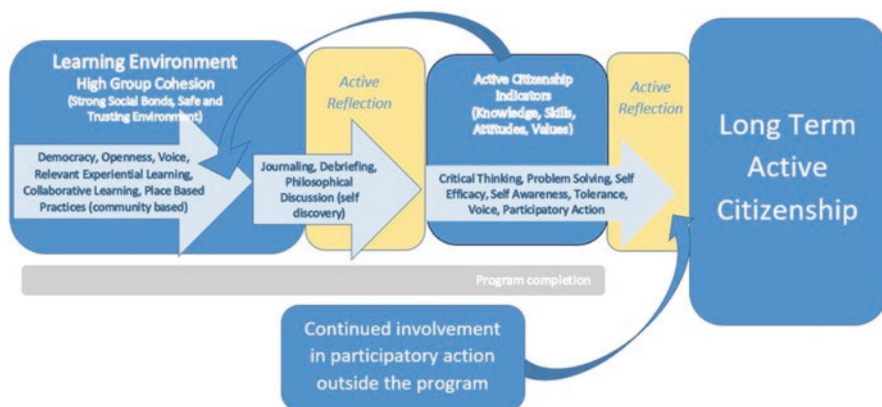 Learning Environment
High Group Cohesion
(Strong Social Bonds, Safe and
Trusting Environment)
Democracy, Openness, Voice,
Relevant Experiential Learning,
Collaborative Learning, Place Based
Practices (community based)
Active
Reflection
Journaling, Debriefing,
Philosophical
Discussion (self
discovery)
Active Citizenship
Indicators
(Knowledge, Skills,
Attitudes, Values)
Critical Thinking, Problem Solving, Self
Efficacy, Self Awareness, Tolerance,
Voice, Participatory Action
Active
Reflection
Long Term
Active
Citizenship
Program completion
Continued involvement
in participatory action
outside the program